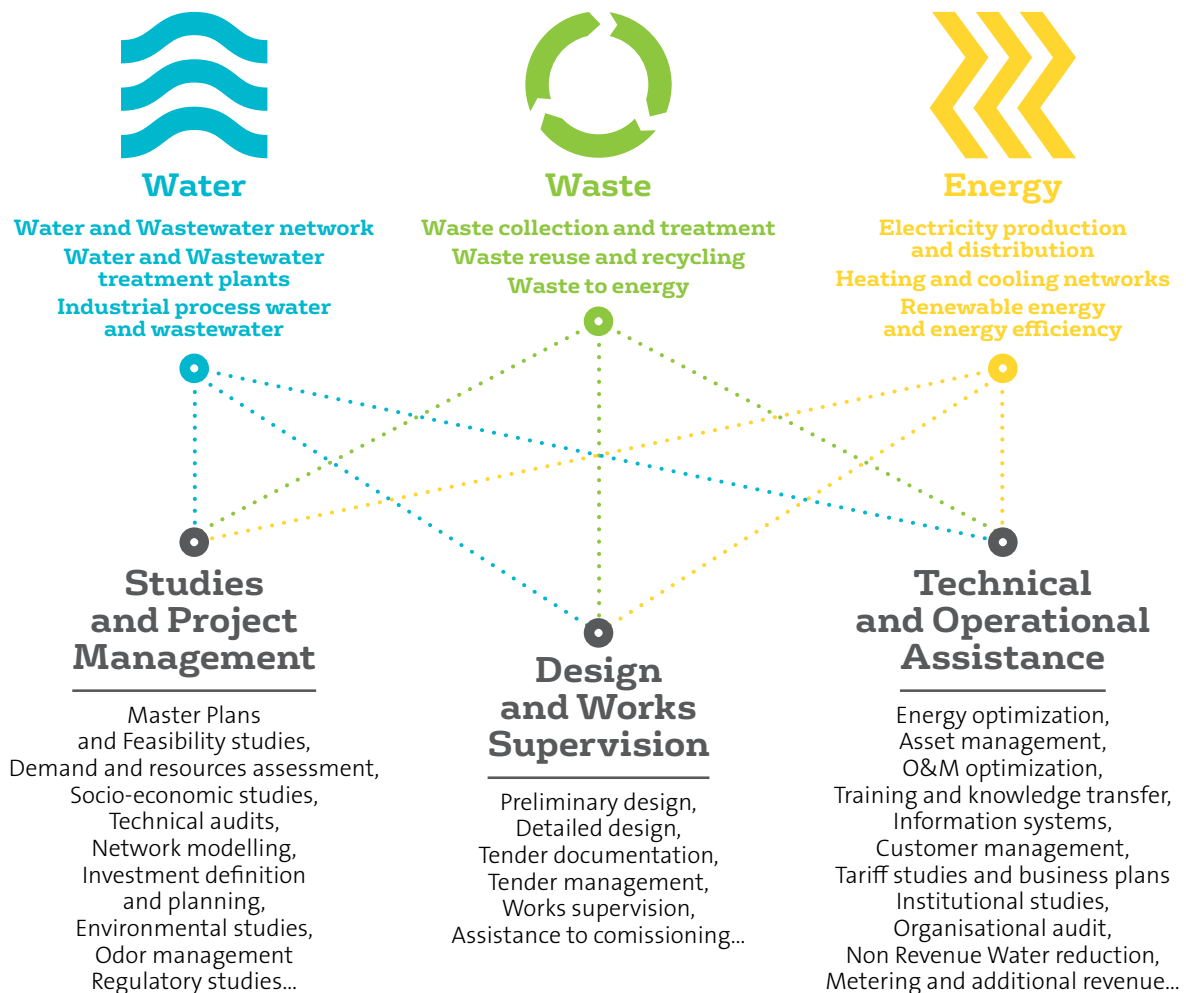 Water
Water and Wastewater network
Water and Wastewater
treatment plants
Industrial process water
and wastewater
Waste
Waste collection and treatment
Waste reuse and recycling
Waste to energy
Energy
Electricity production
and distribution
Heating and cooling networks
Renewable energy
and energy efficiency
Studies
and Project
Management
Master Plans
and Feasibility studies,
Demand and resources assessment,
Socio-economic studies,
Technical audits,
Network modelling,
Investment definition
and planning,
Environmental studies,
Odor management
Regulatory studies...
Design
and Works
Supervision
Preliminary design,
Detailed design,
Tender documentation,
Tender management,
Works supervision,
Assistance to comissioning...
Technical
and Operational
Assistance
Energy optimization,
Asset management,
O&M optimization,
Training and knowledge transfer,
Information systems,
Customer management,
Tariff studies and business plans
Institutional studies,
Organisational audit,
Non Revenue Water reduction,
Metering and additional revenue...